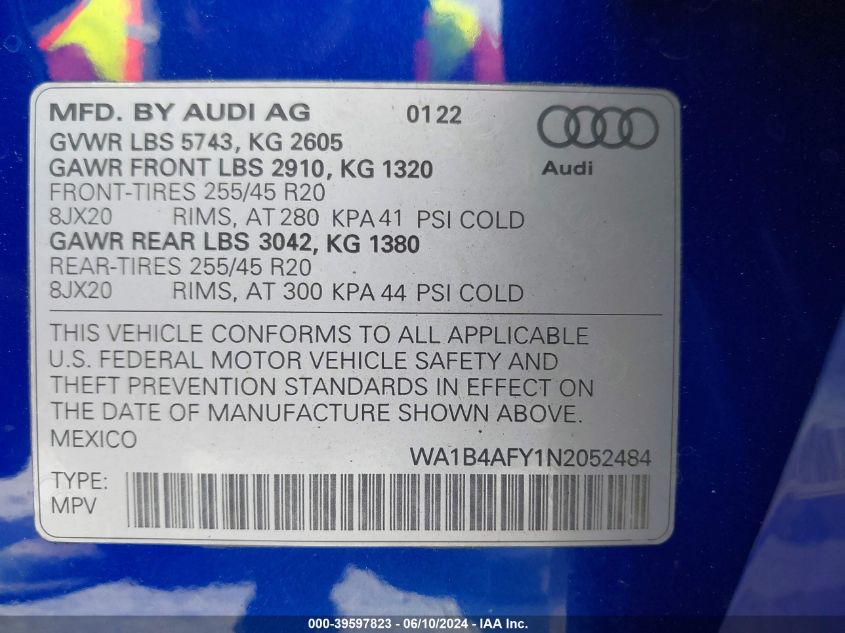 MFD. BY AUDI AG 0122
GVWR LBS 5743, KG 2605
GAWR FRONT LBS 2910, KG 1320
Audi
FRONT-TIRES 255/45 R20
8JX20 RIMS, AT 280 KPA 41 PSI COLD
GAWR REAR LBS 3042, KG 1380
REAR-TIRES 255/45 R20
8JX20 RIMS, AT 300 KPA 44 PSI COLD
THIS VEHICLE CONFORMS TO ALL APPLICABLE
U.S. FEDERAL MOTOR VEHICLE SAFETY AND
THEFT PREVENTION STANDARDS IN EFFECT ON
THE DATE OF MANUFACTURE SHOWN ABOVE.
MEXICO
WA1B4AFY1N2052484
TYPE:
MPV
000-39597823 - 06/10/2024 - IAA Inc.